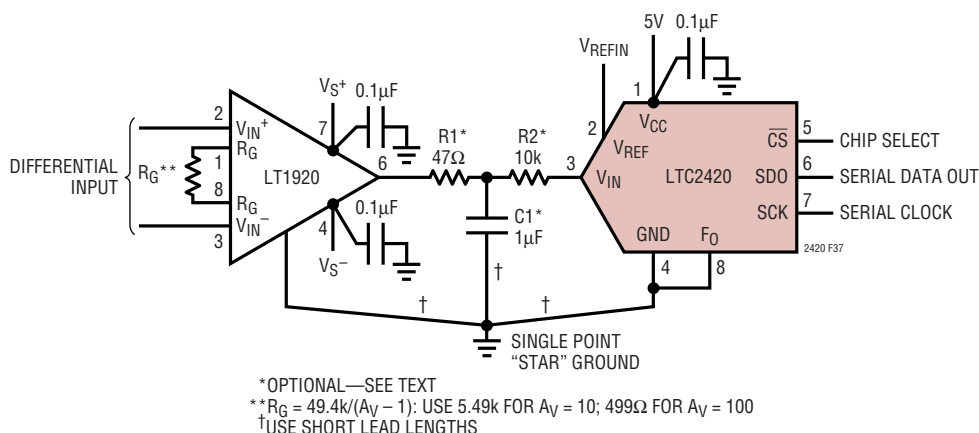 5V
0.1µF
VREFIN
VS+
0.1µF
1
2
7
2
VIN+
VCC
VREF
CS
5
CHIP SELECT
RG
1
R1*
47Ω
R2*
10k
DIFFERENTIAL
INPUT
RG**
LT1920
6
3
VIN
LTC2420
SDO
6
SERIAL DATA OUT
8
RG
VIN–
3
0.1µF
4
VS–
C1*
1µF
SCK
7
SERIAL CLOCK
GND
FO
2420 F37
4
8
†
†
†
SINGLE POINT
“STAR” GROUND
*OPTIONAL—SEE TEXT
**RG = 49.4k/(AV – 1): USE 5.49k FOR AV = 10; 499Ω FOR AV = 100
†USE SHORT LEAD LENGTHS